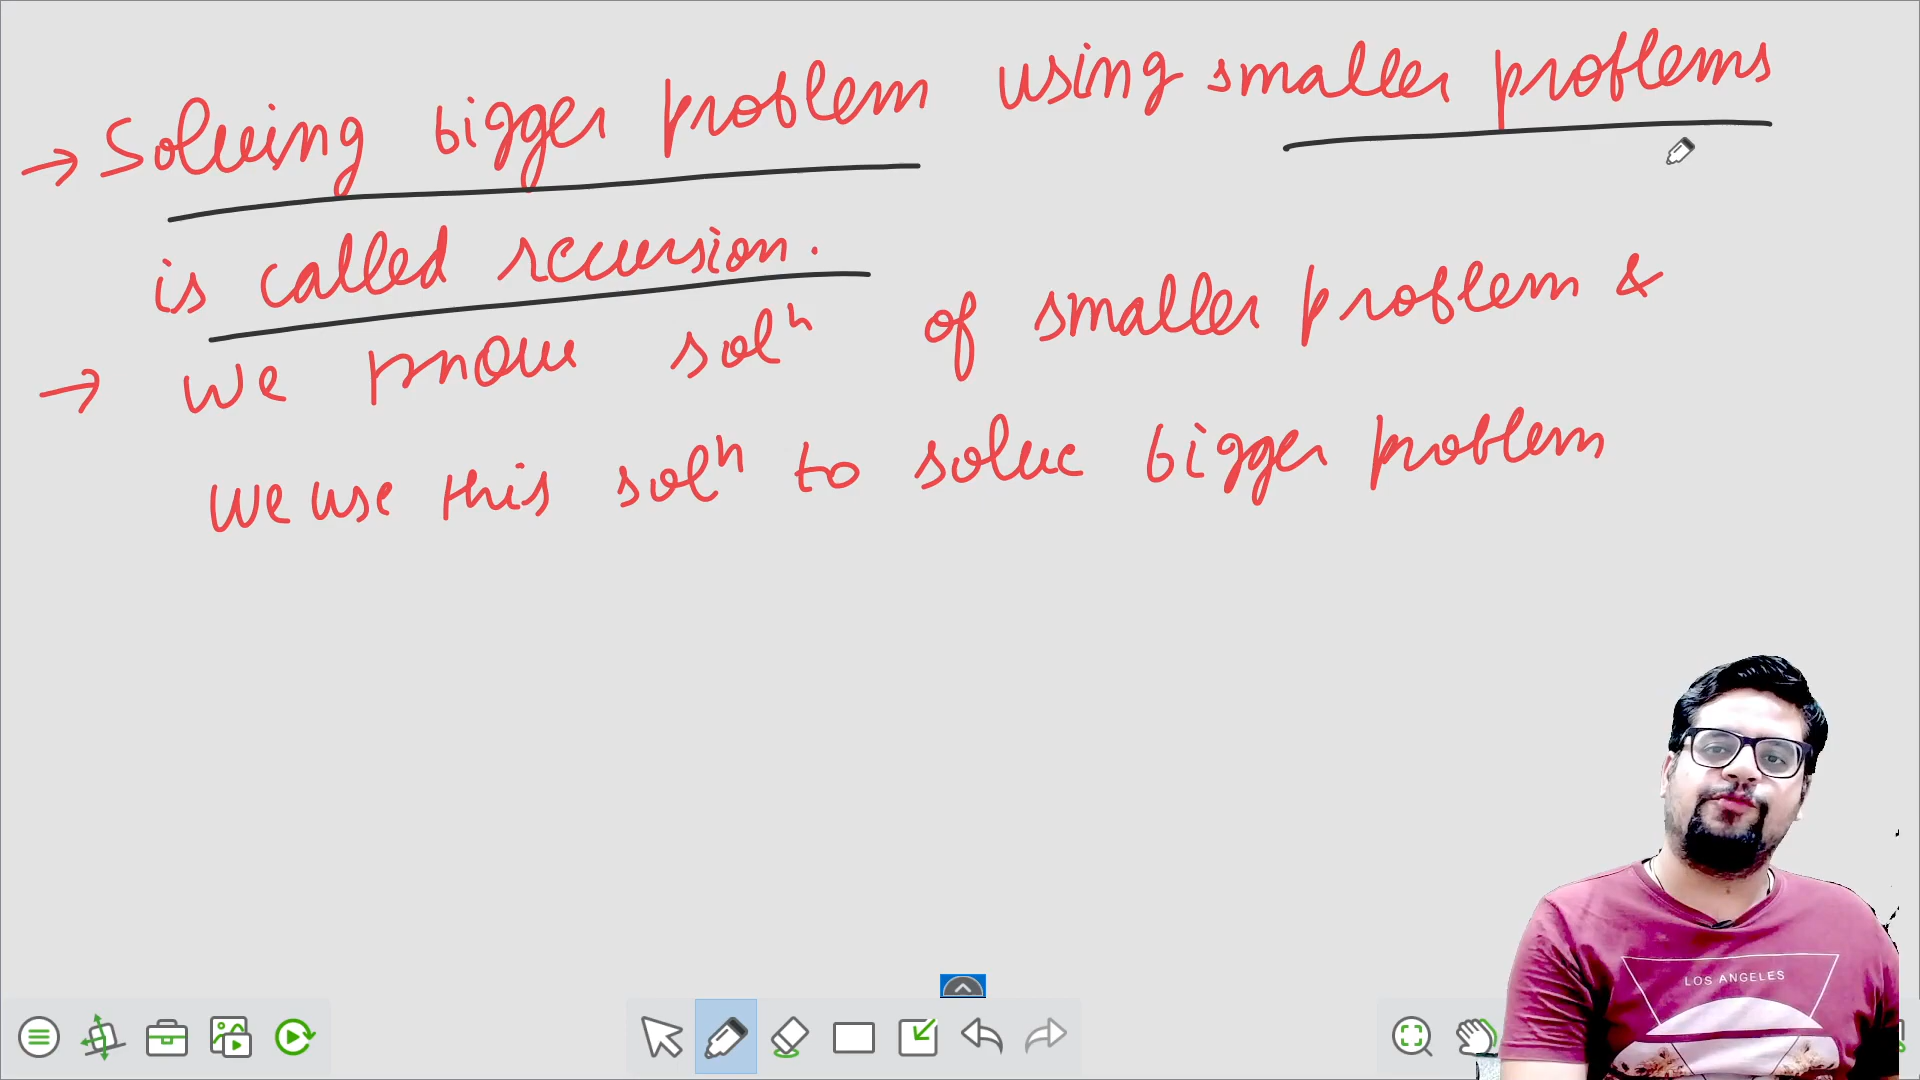 → Solving bigger problem using smaller problems
is called recursion.
→ We know solⁿ of smaller problem &
We use this solⁿ to solve bigger problem
LOS ANGELES